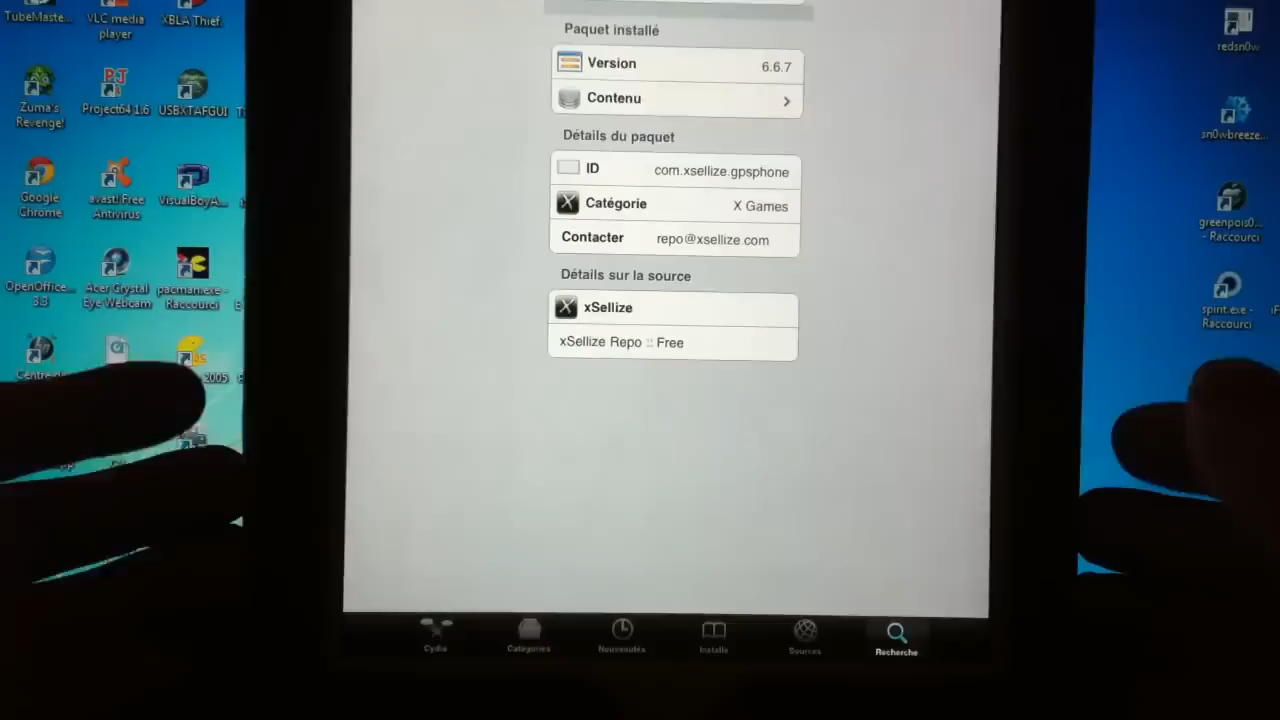 TubeMaste...
VLC media
player
XBLA Thief.
Zuma's
Revenge!
Project64 1.6
USBXTAFGUI
Google
Chrome
avast! Free
Antivirus
VisualBoyA...
OpenOffice....
3.3
Acer Crystal
Eye Webcam
pacman.exe -
Raccourci
2005
Paquet installé
Version
6.6.7
Contenu
Détails du paquet
ID
com.xsellize.gpsphone
Catégorie
X Games
Contacter
repo@xsellize.com
Détails sur la source
xSellize
xSellize Repo :: Free
Cydia
Catégories
Nouveautés
Installé
Sources
Recherche
redsn0w
sn0wbreeze...
greenpois0...
- Raccourci
spirit.exe -
Raccourci